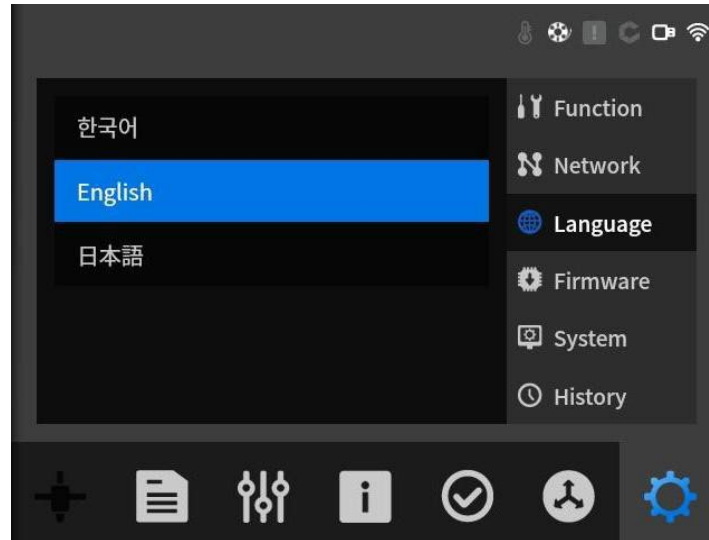 한국어
English
日本語
Function
Network
Language
Firmware
System
History